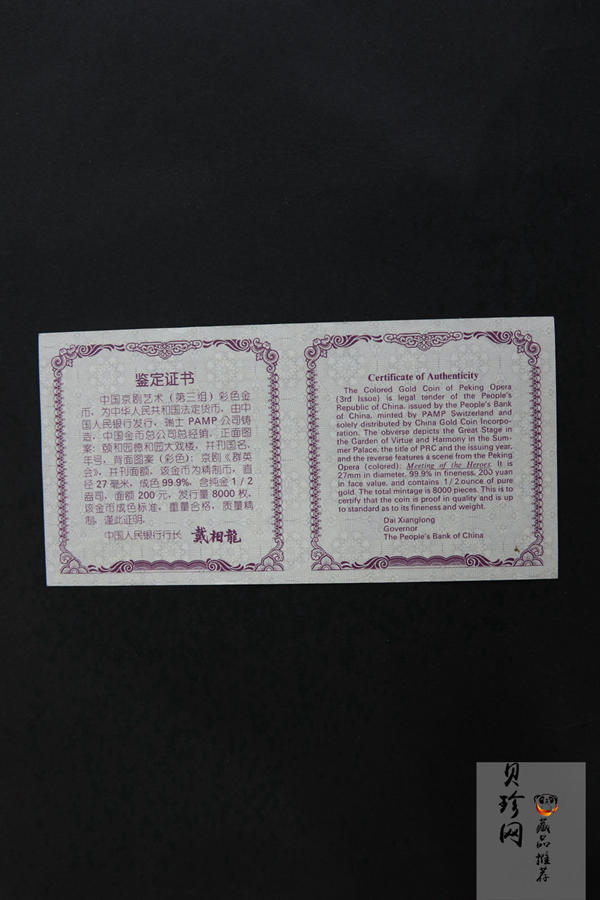 鉴定证书
中国京剧艺术（第三组）彩色金
币，为中华人民共和国法定货币，由中
国人民银行发行，瑞士 PAMP 公司铸
造，中国金币总公司总经销，正面图
案：颐和园德和园大戏楼，并刊国名、
年号，背面图案（彩色）：京剧《群英
会》，并刊面额。该金币为精制币，直
径 27 毫米，成色 99.9%，含纯金 1/2
盎司，面额 200 元，发行量 8000 枚，
该金币成色标准，重量合格，质量精
制，谨此证明。
中国人民银行行长 戴相龍
Certificate of Authenticity
The Colored Gold Coin of Peking Opera
(3rd Issue) is legal tender of the People's
Republic of China, issued by the People's Bank
of China, minted by PAMP Switzerland and
solely distributed by China Gold Coin Incorpo-
ration. The obverse depicts the Great Stage in
the Garden of Virtue and Harmony in the Sum-
mer Palace, the title of PRC and the issuing year,
and the reverse features a scene from the Peking
Opera (colored): Meeting of the Heroes. It is
27mm in diameter, 99.9% in fineness, 200 yuan
in face value, and contains 1/2 ounce of pure
gold. The total mintage is 8000 pieces. This is to
certify that the coin is proof in quality and is up
to standard as to its fineness and weight.
Dai Xianglong
Governor
The People's Bank of China
贝珍网
藏品推荐